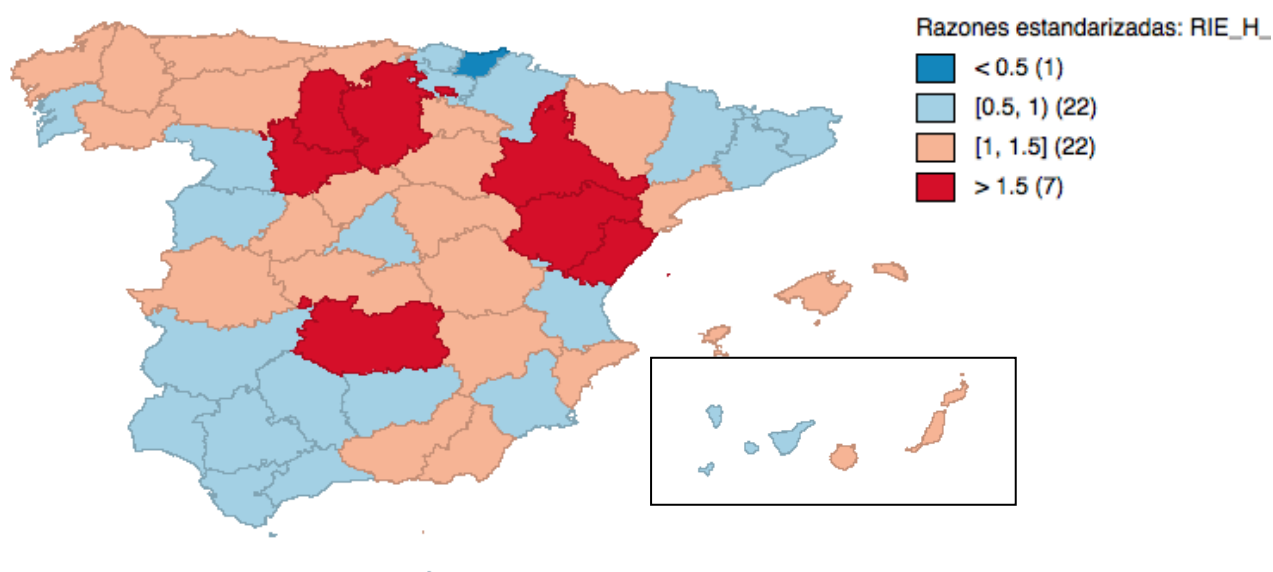 Razones estandarizadas: RIE_H_
< 0.5 (1)
[0.5, 1) (22)
[1, 1.5] (22)
> 1.5 (7)